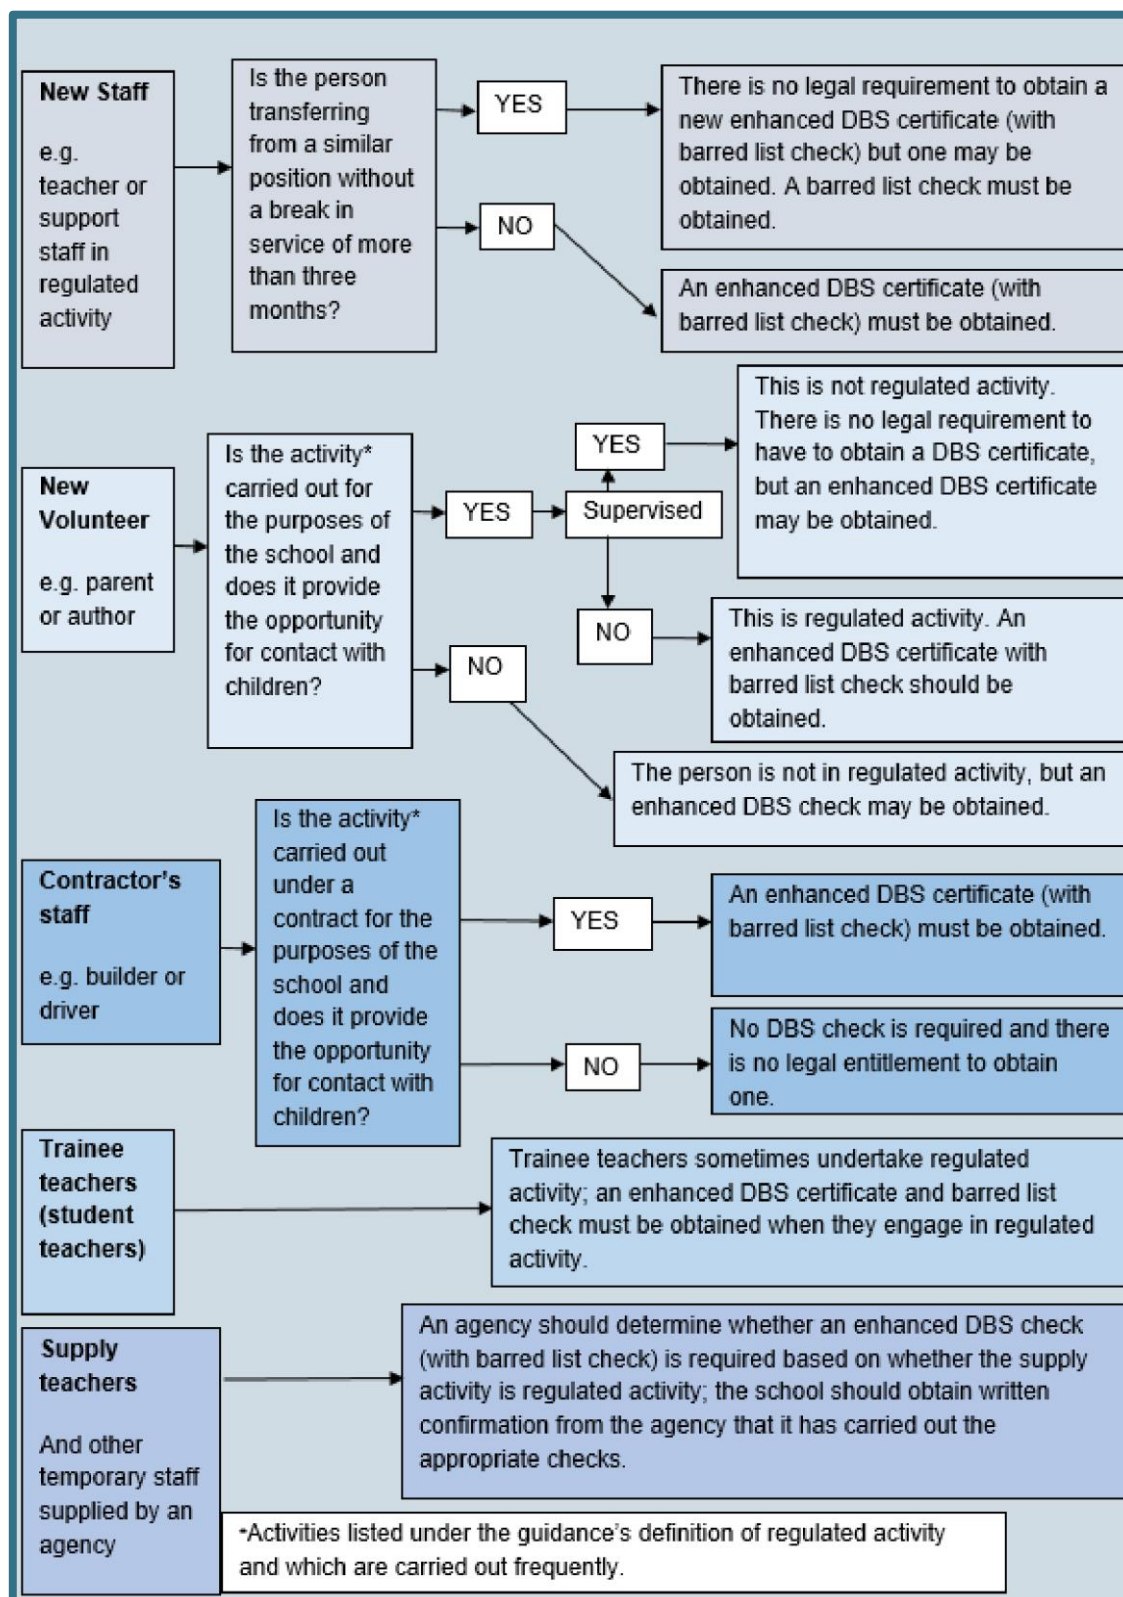 New Staff
e.g.
teacher or
support
staff in
regulated
activity
Is the person
transferring
from a similar
position without
a break in
service of more
than three
months?
YES
There is no legal requirement to obtain a
new enhanced DBS certificate (with
barred list check) but one may be
obtained. A barred list check must be
obtained.
NO
An enhanced DBS certificate (with
barred list check) must be obtained.
New
Volunteer
e.g. parent
or author
Is the activity*
carried out for
the purposes of
the school and
does it provide
the opportunity
for contact with
children?
YES
Supervised
YES
This is not regulated activity.
There is no legal requirement to
have to obtain a DBS certificate,
but an enhanced DBS certificate
may be obtained.
NO
This is regulated activity. An
enhanced DBS certificate with
barred list check should be
obtained.
NO
The person is not in regulated activity, but an
enhanced DBS check may be obtained.
Contractor's
staff
e.g. builder or
driver
Is the activity*
carried out
under a
contract for the
purposes of the
school and
does it provide
the opportunity
for contact with
children?
YES
An enhanced DBS certificate (with
barred list check) must be obtained.
NO
No DBS check is required and there
is no legal entitlement to obtain
one.
Trainee
teachers
(student
teachers)
Trainee teachers sometimes undertake regulated
activity; an enhanced DBS certificate and barred list
check must be obtained when they engage in regulated
activity.
Supply
teachers
And other
temporary staff
supplied by an
agency
An agency should determine whether an enhanced DBS check
(with barred list check) is required based on whether the supply
activity is regulated activity; the school should obtain written
confirmation from the agency that it has carried out the
appropriate checks.
*Activities listed under the guidance's definition of regulated activity
and which are carried out frequently.